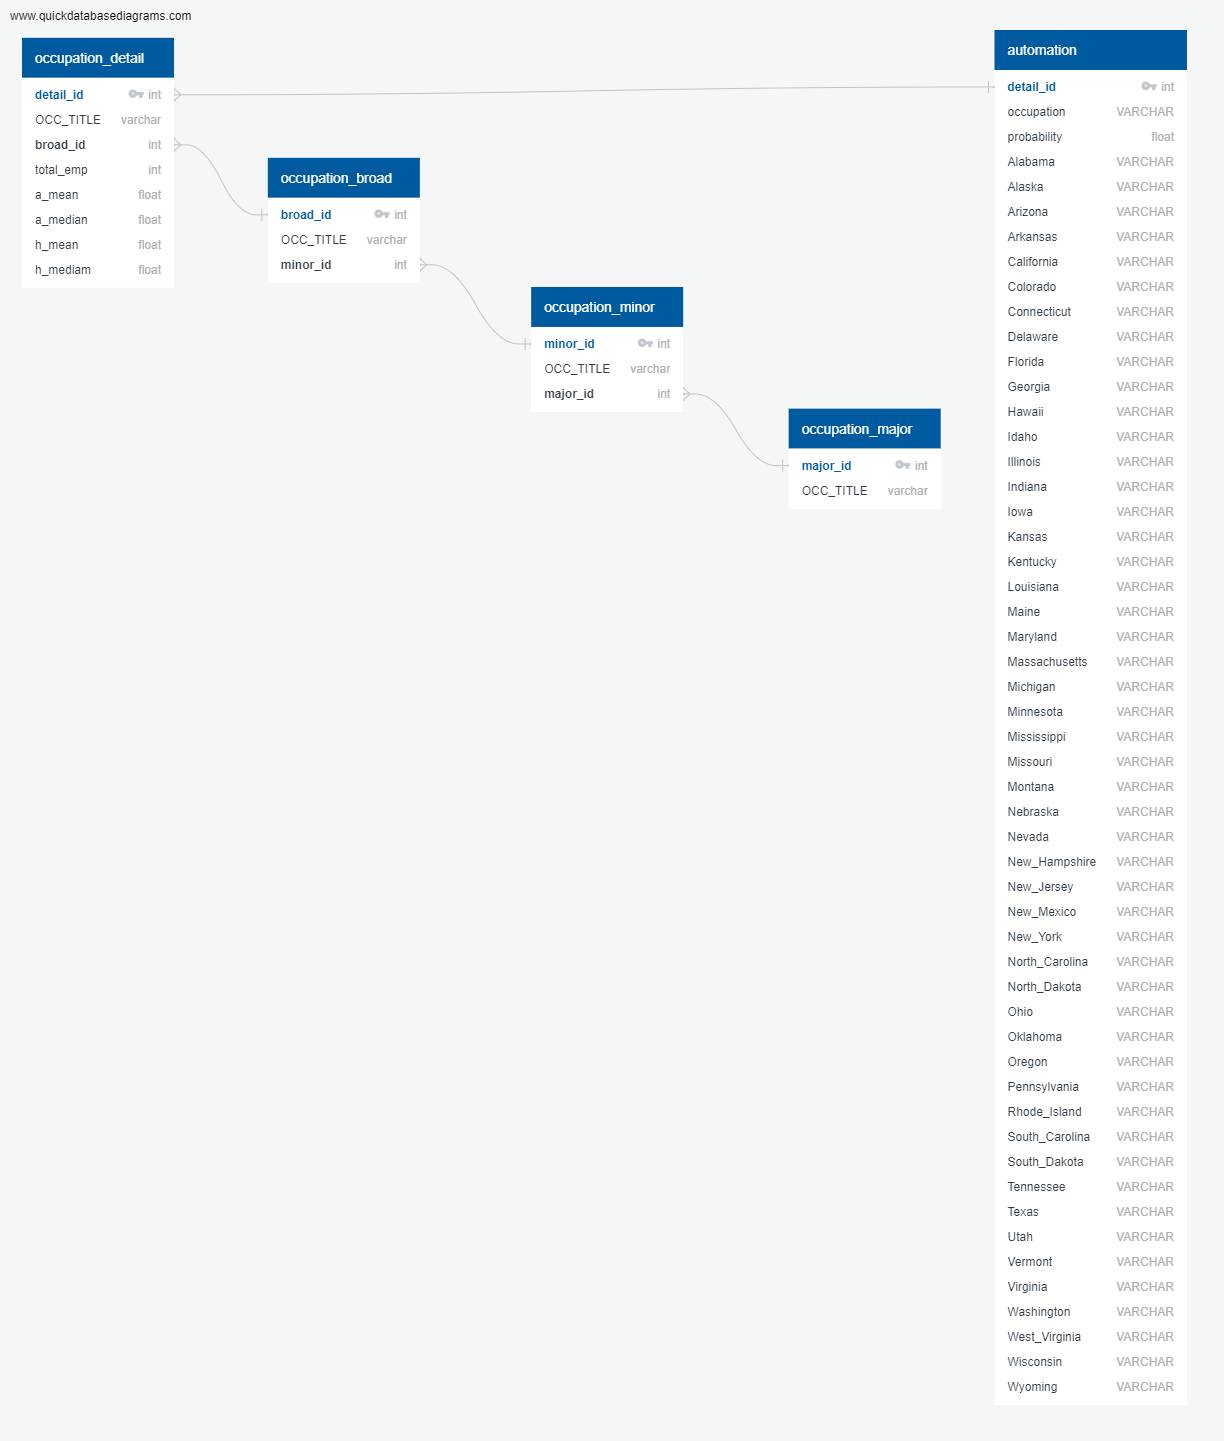 www.quickdatabasediagrams.com
occupation_detail
detail_id int
OCC_TITLE varchar
broad_id int
total_emp int
a_mean float
a_median float
h_mean float
h_mediam float
occupation_broad
broad_id int
OCC_TITLE varchar
minor_id int
occupation_minor
minor_id int
OCC_TITLE varchar
major_id int
occupation_major
major_id int
OCC_TITLE varchar
automation
detail_id int
occupation VARCHAR
probability float
Alabama VARCHAR
Alaska VARCHAR
Arizona VARCHAR
Arkansas VARCHAR
California VARCHAR
Colorado VARCHAR
Connecticut VARCHAR
Delaware VARCHAR
Florida VARCHAR
Georgia VARCHAR
Hawaii VARCHAR
Idaho VARCHAR
Illinois VARCHAR
Indiana VARCHAR
Iowa VARCHAR
Kansas VARCHAR
Kentucky VARCHAR
Louisiana VARCHAR
Maine VARCHAR
Maryland VARCHAR
Massachusetts VARCHAR
Michigan VARCHAR
Minnesota VARCHAR
Mississippi VARCHAR
Missouri VARCHAR
Montana VARCHAR
Nebraska VARCHAR
Nevada VARCHAR
New_Hampshire VARCHAR
New_Jersey VARCHAR
New_Mexico VARCHAR
New_York VARCHAR
North_Carolina VARCHAR
North_Dakota VARCHAR
Ohio VARCHAR
Oklahoma VARCHAR
Oregon VARCHAR
Pennsylvania VARCHAR
Rhode_Island VARCHAR
South_Carolina VARCHAR
South_Dakota VARCHAR
Tennessee VARCHAR
Texas VARCHAR
Utah VARCHAR
Vermont VARCHAR
Virginia VARCHAR
Washington VARCHAR
West_Virginia VARCHAR
Wisconsin VARCHAR
Wyoming VARCHAR